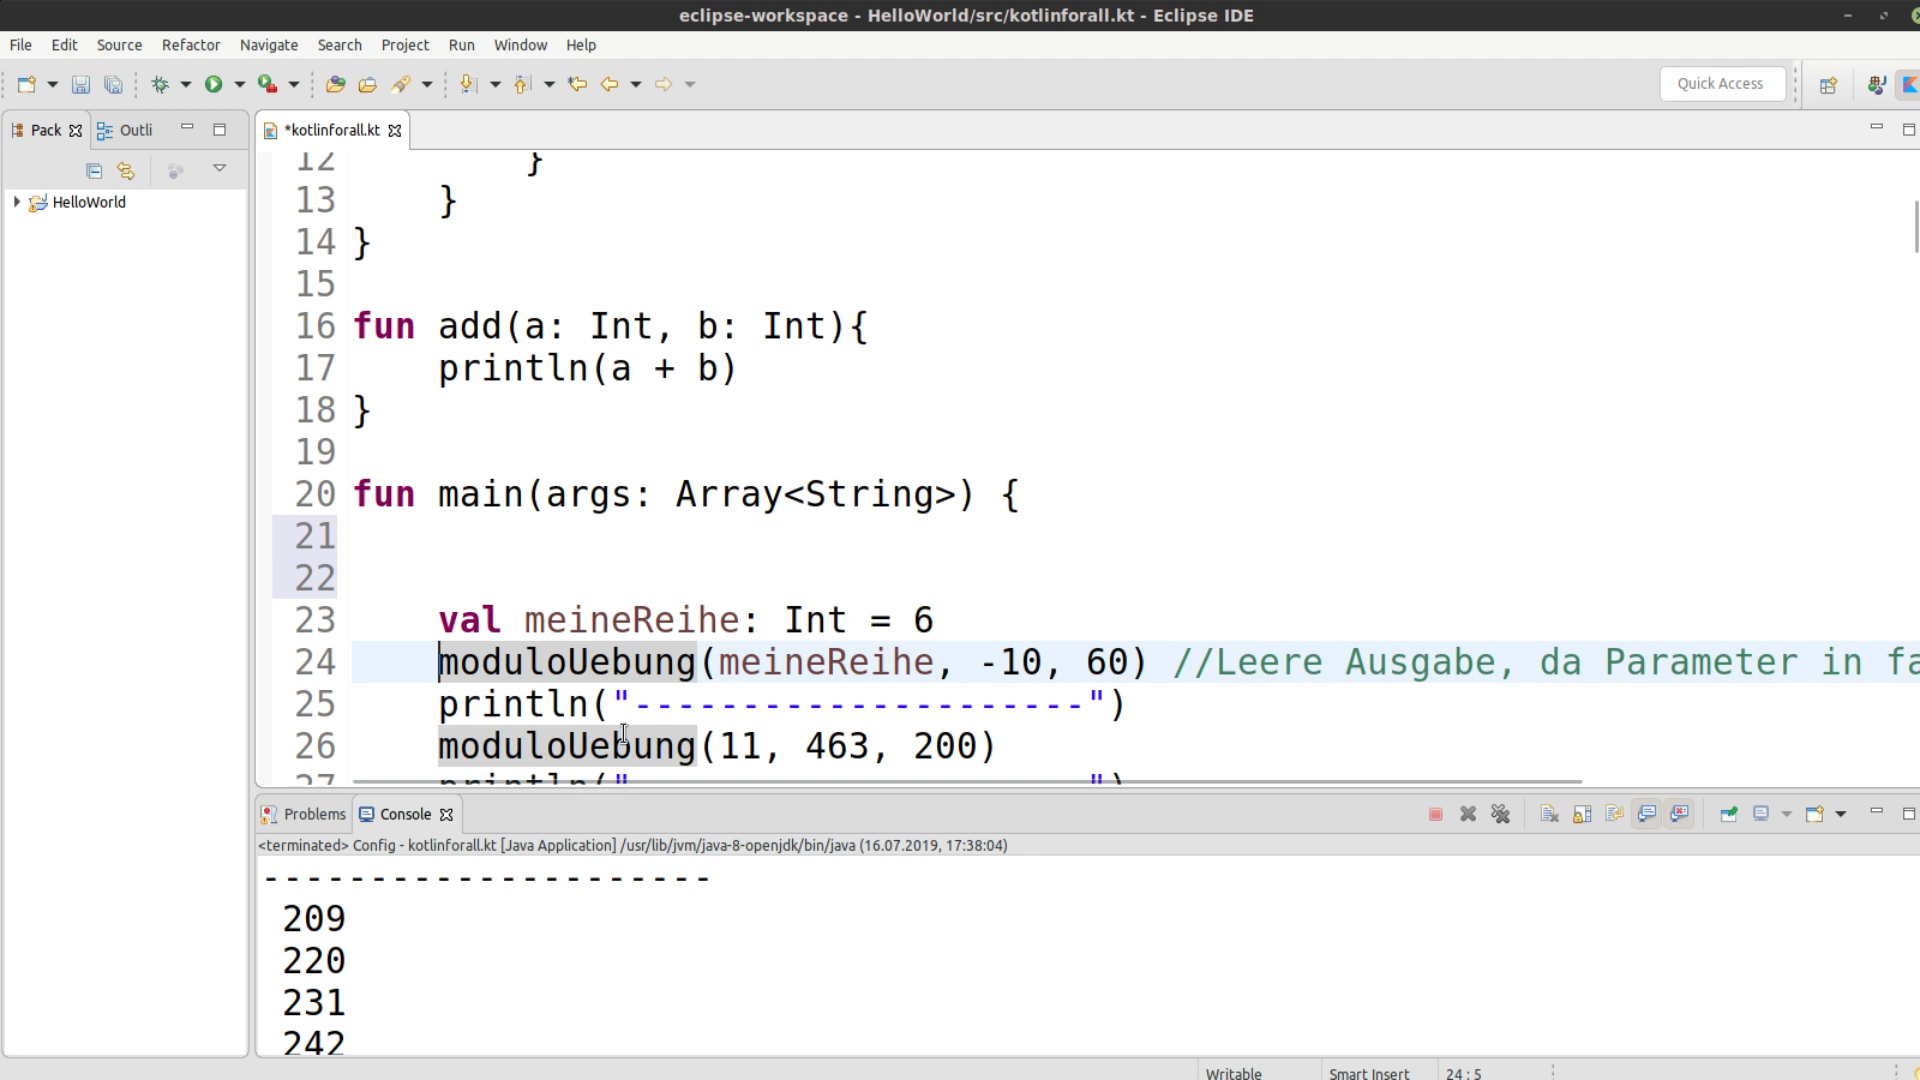 eclipse-workspace - HelloWorld/src/kotlinforall.kt - Eclipse IDE
File Edit Source Refactor Navigate Search Project Run Window Help
Quick Access
Pack Outli *kotlinforall.kt
HelloWorld
12 }
13 }
14 }
15
16 fun add(a: Int, b: Int){
17 println(a + b)
18 }
19
20 fun main(args: Array<String>) {
21
22
23 val meineReihe: Int = 6
24 moduloUebung(meineReihe, -10, 60) //Leere Ausgabe, da Parameter in fa
25 println("---------------------")
26 moduloUebung(11, 463, 200)
27 println("---------------------")
Problems Console
<terminated> Config - kotlinforall.kt [Java Application] /usr/lib/jvm/java-8-openjdk/bin/java (16.07.2019, 17:38:04)
---------------------
209
220
231
242
Writable Smart Insert 24 : 5